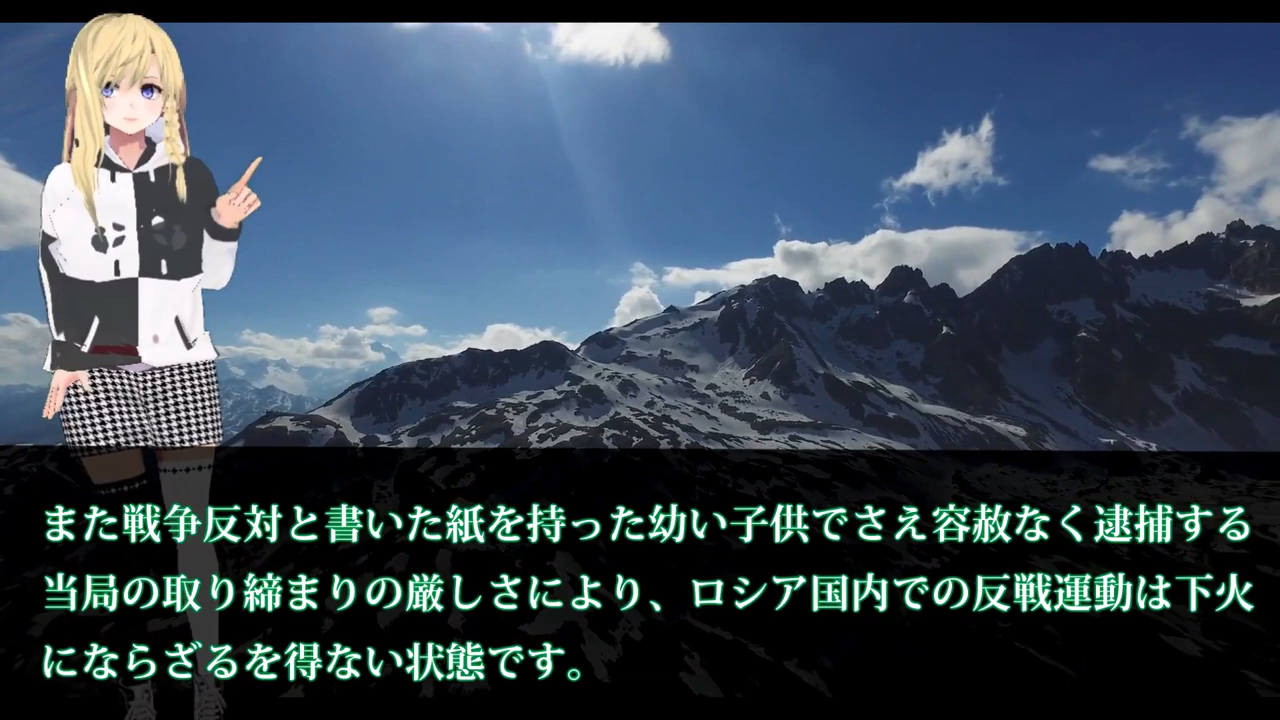 また戦争反対と書いた紙を持った幼い子供でさえ容赦なく逮捕する
当局の取り締まりの厳しさにより、ロシア国内での反戦運動は下火
にならざるを得ない状態です。